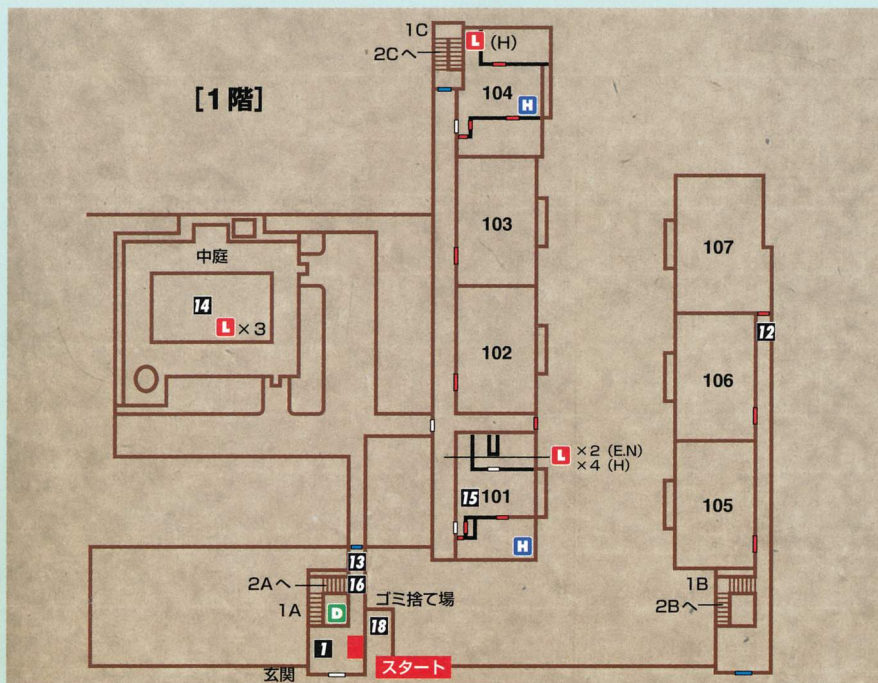 [1階]
1C
2Cへ
L (H)
104
H
103
中庭
14
L ×3
107
12
102
106
L ×2 (E.N)
×4 (H)
15 101
105
H
13
2Aへ
16
ゴミ捨て場
1A
D
18
1
スタート
玄関
1B
2Bへ